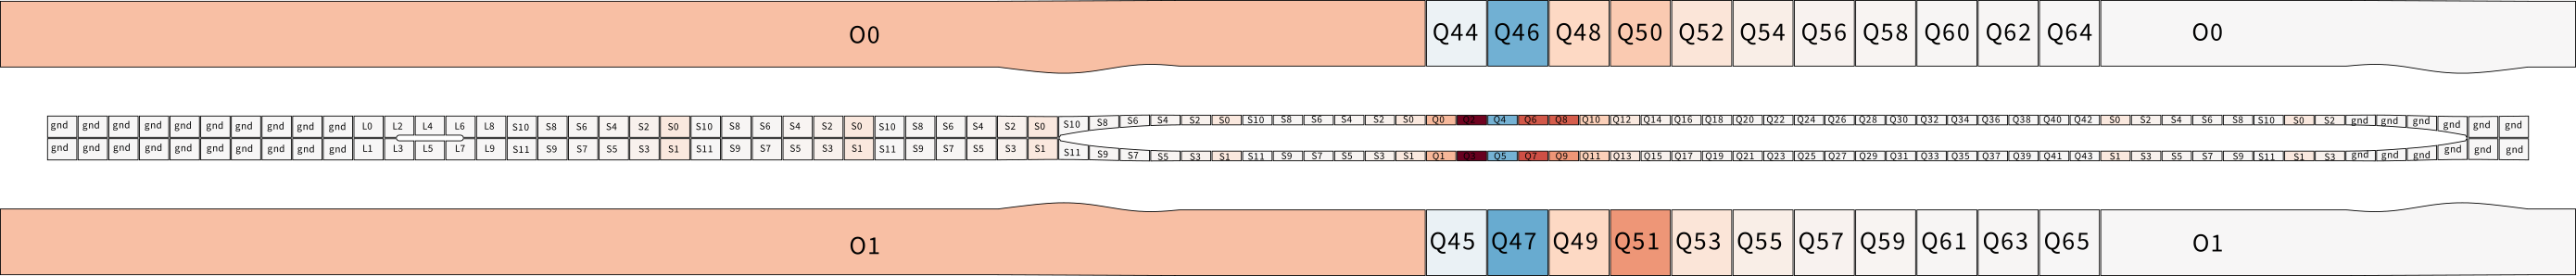 O0 Q44 Q46 Q48 Q50 Q52 Q54 Q56 Q58 Q60 Q62 Q64 O0
gnd gnd gnd gnd gnd gnd gnd gnd gnd gnd L0 L2 L4 L6 L8 S10 S8 S6 S4 S2 S0 S10 S8 S6 S4 S2 S0 S10 S8 S6 S4 S2 S0 S10 S8 S6 S4 S2 S0 S10 S8 S6 S4 S2 S0 Q0 Q2 Q4 Q6 Q8 Q10 Q12 Q14 Q16 Q18 Q20 Q22 Q24 Q26 Q28 Q30 Q32 Q34 Q36 Q38 Q40 Q42 S0 S2 S4 S6 S8 S10 S0 S2 gnd gnd gnd gnd gnd gnd
gnd gnd gnd gnd gnd gnd gnd gnd gnd gnd L1 L3 L5 L7 L9 S11 S9 S7 S5 S3 S1 S11 S9 S7 S5 S3 S1 S11 S9 S7 S5 S3 S1 S11 S9 S7 S5 S3 S1 S11 S9 S7 S5 S3 S1 Q1 Q3 Q5 Q7 Q9 Q11 Q13 Q15 Q17 Q19 Q21 Q23 Q25 Q27 Q29 Q31 Q33 Q35 Q37 Q39 Q41 Q43 S1 S3 S5 S7 S9 S11 S1 S3 gnd gnd gnd gnd gnd gnd
O1 Q45 Q47 Q49 Q51 Q53 Q55 Q57 Q59 Q61 Q63 Q65 O1